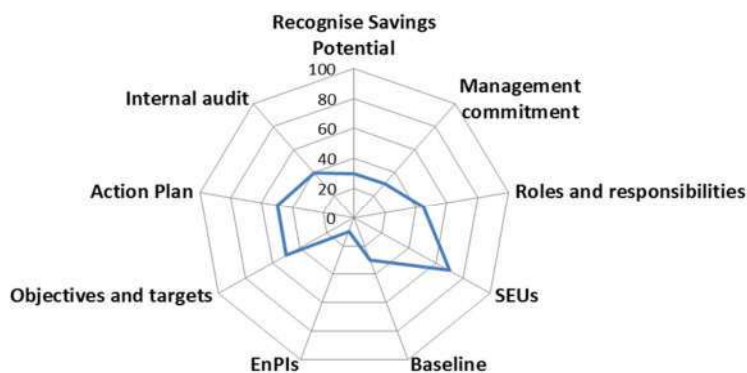 Recognise Savings
Potential
100
80
60
40
20
0
Management
commitment
Roles and responsibilities
SEUs
Baseline
EnPIs
Objectives and targets
Action Plan
Internal audit